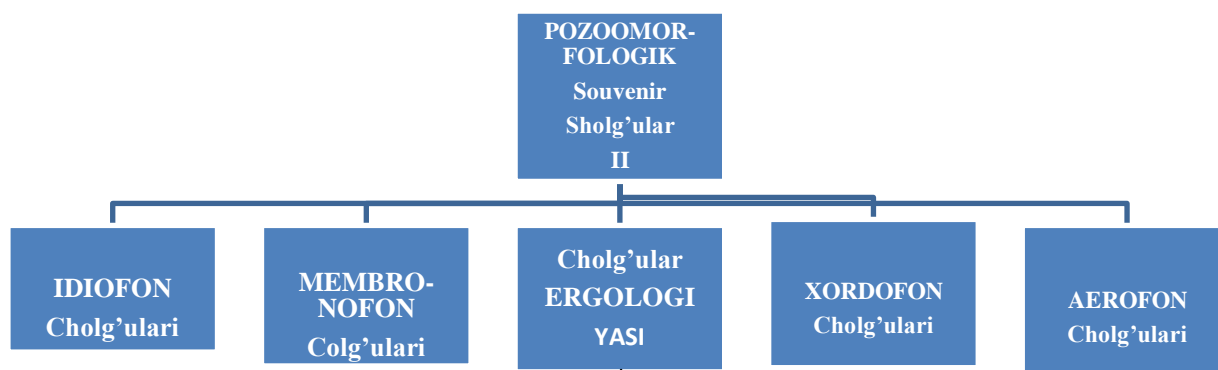 POZOOMOR-
FOLOGIK
Souvenir
Sholg’ular
II
IDIOFON
Cholg’ulari
MEMBRO-
NOFON
Colg’ulari
Cholg’ular
ERGOLOGI
YASI
XORDOFON
Cholg’ulari
AEROFON
Cholg’ulari